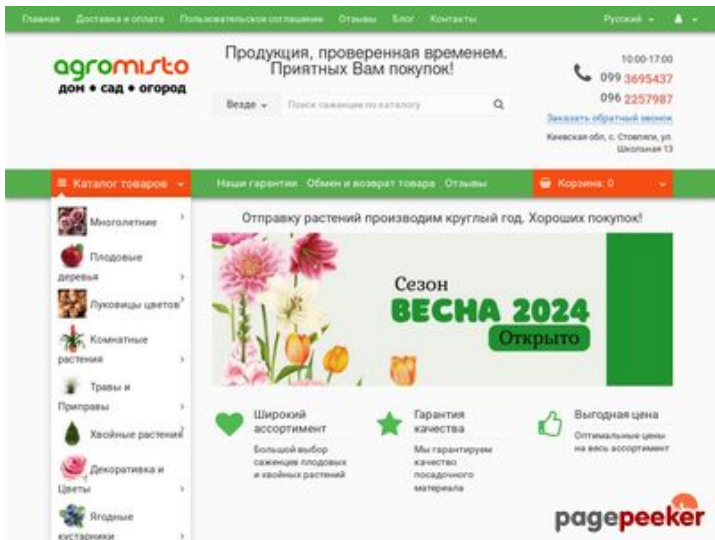 Главная Доставка и оплата Пользовательское соглашение Отзывы Блог Контакты Русский
agromisto
дом • сад • огород
Продукция, проверенная временем.
Приятных Вам покупок!
Везде Поиск саженцев по каталогу
10:00-17:00
099 3695437
096 2257987
Заказать обратный звонок
Киевская обл, с. Стовпяги, ул.
Школьная 13
Каталог товаров Наши гарантии Обмен и возврат товара Отзывы Корзина: 0
Многолетние
Плодовые
деревья
Луковицы цветов
Комнатные
растения
Травы и
Приправы
Хвойные растения
Декоративка и
Цветы
Ягодные
кустарники
Отправку растений производим круглый год. Хороших покупок!
Сезон
ВЕСНА 2024
Открыто
Широкий
ассортимент
Большой выбор
саженцев плодовых
и хвойных растений
Гарантия
качества
Мы гарантируем
качество
посадочного
материала
Выгодная цена
Оптимальные цены
на весь ассортимент
pagepeeker